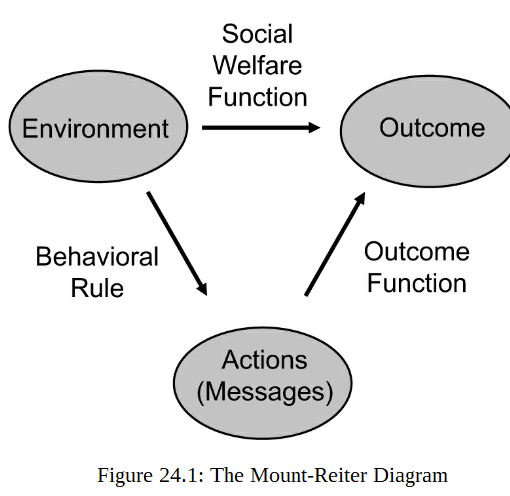 Social
Welfare
Function
Environment
Outcome
Behavioral
Rule
Outcome
Function
Actions
(Messages)
Figure 24.1: The Mount-Reiter Diagram